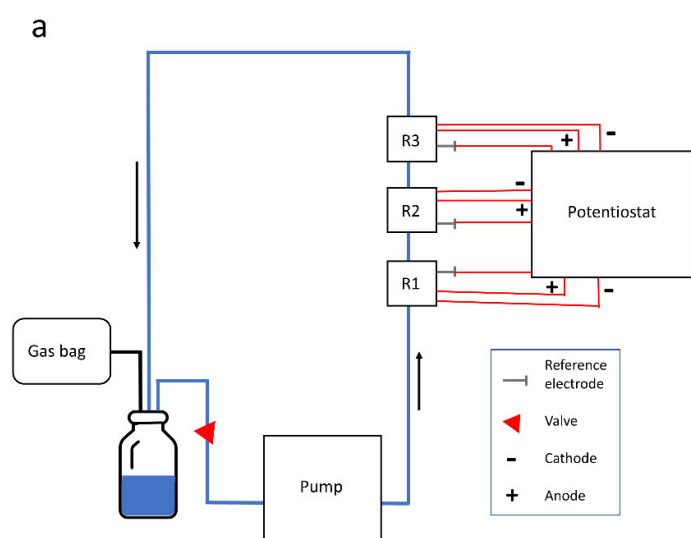 a
R3
+
-
R2
-
+
Potentiostat
R1
+
-
Gas bag
Pump
Reference
electrode
Valve
- Cathode
+ Anode